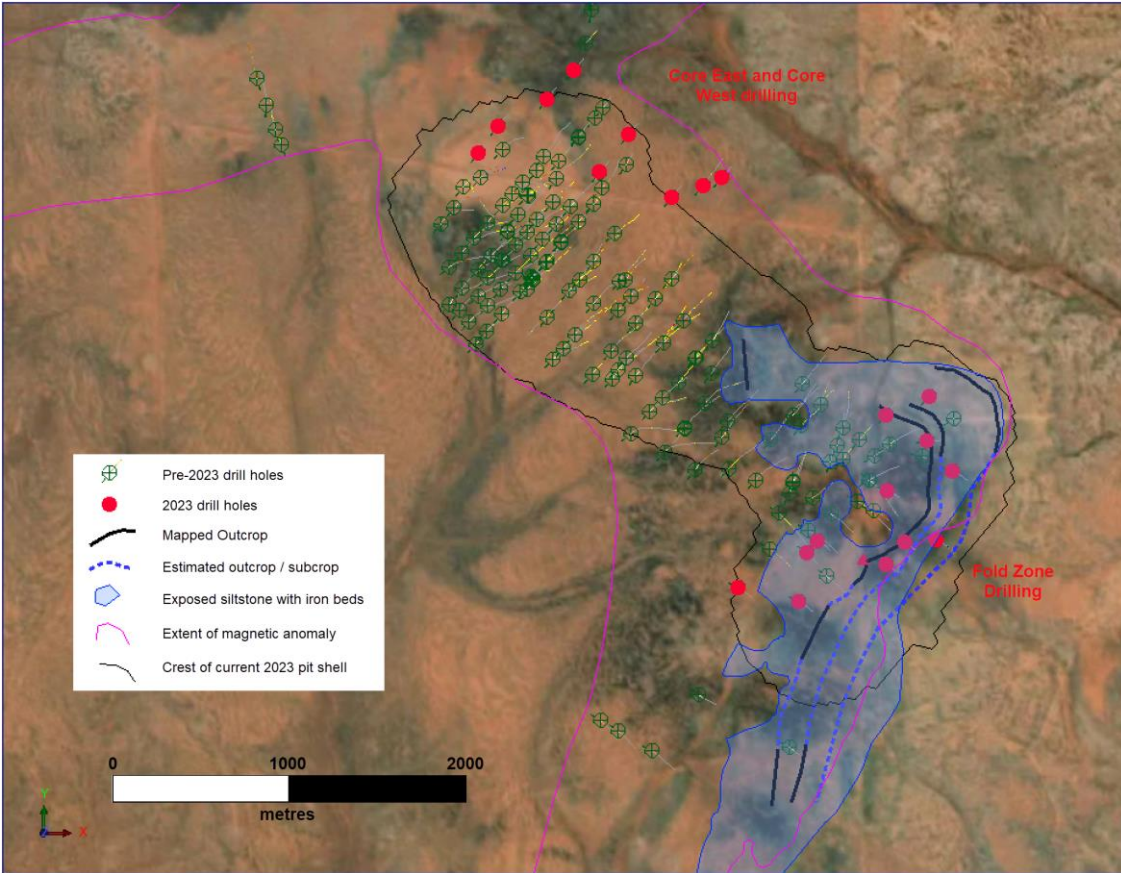 Core East and Core
West drilling
Pre-2023 drill holes
2023 drill holes
Mapped Outcrop
Estimated outcrop / subcrop
Exposed siltstone with iron beds
Extent of magnetic anomaly
Crest of current 2023 pit shell
Fold Zone
Drilling
0 1000 2000
metres
Y
X